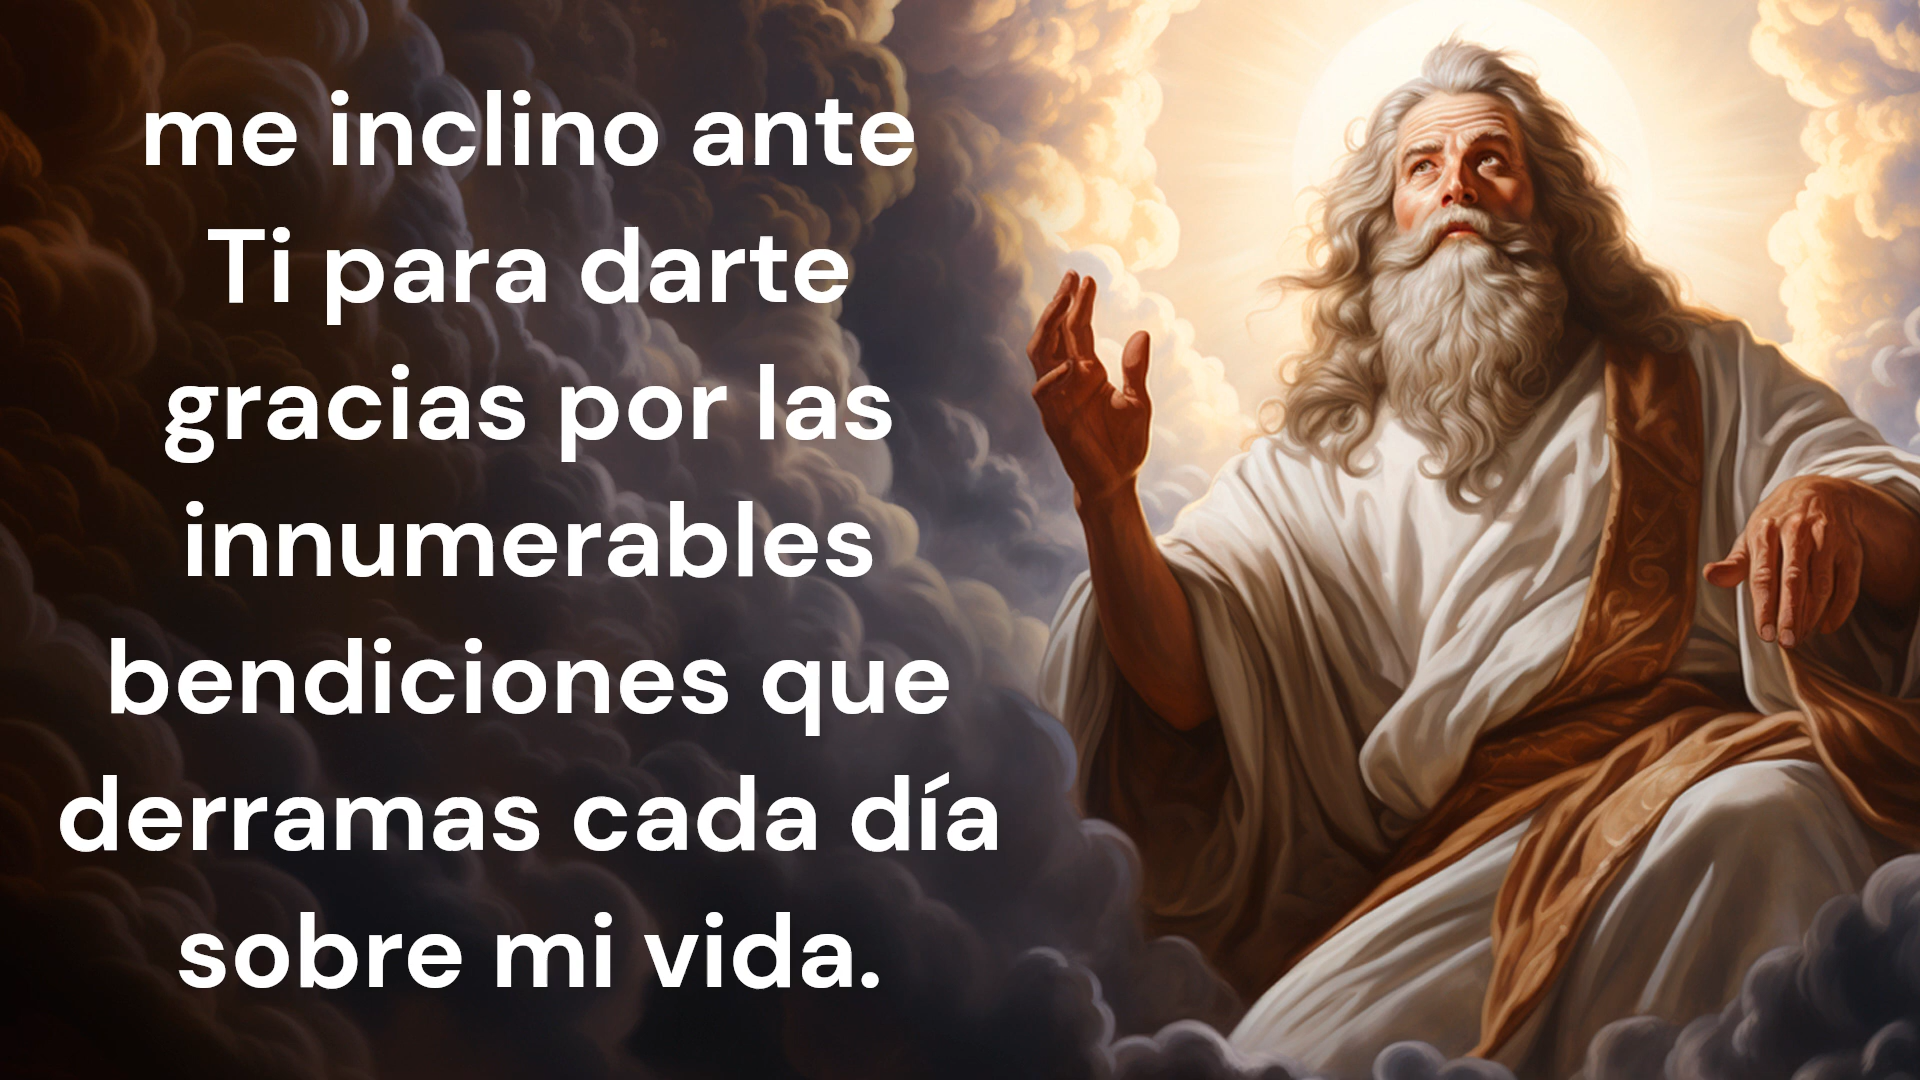 me inclino ante
Ti para darte
gracias por las
innumerables
bendiciones que
derramas cada día
sobre mi vida.